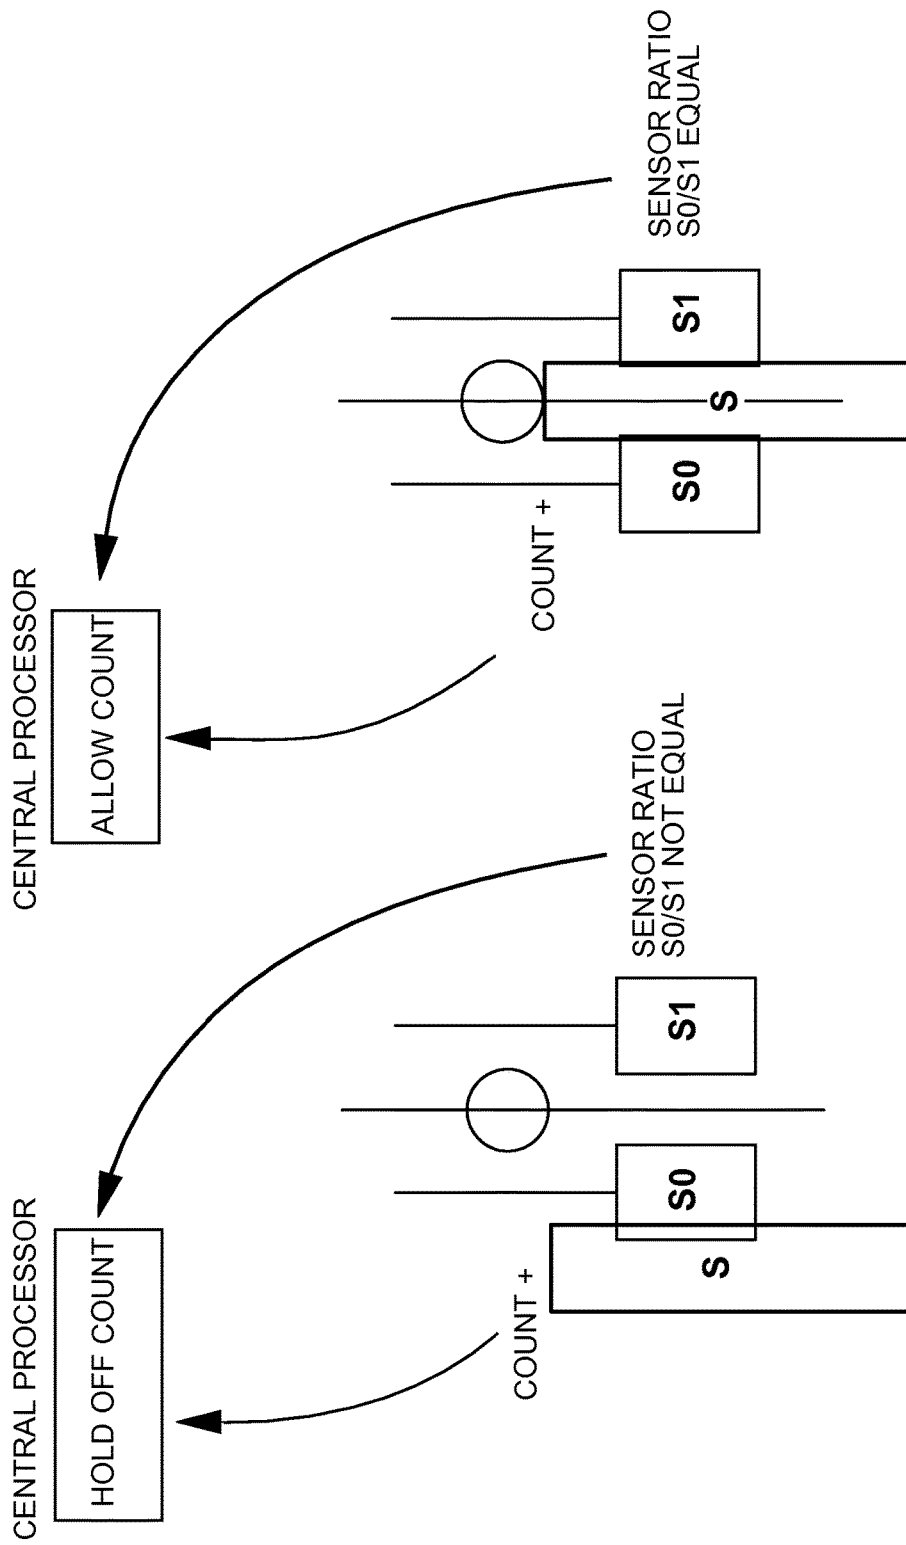 CENTRAL PROCESSOR
HOLD OFF COUNT
COUNT +
S
S0
S1
SENSOR RATIO
S0/S1 NOT EQUAL
CENTRAL PROCESSOR
ALLOW COUNT
COUNT +
S0
S
S1
SENSOR RATIO
S0/S1 EQUAL